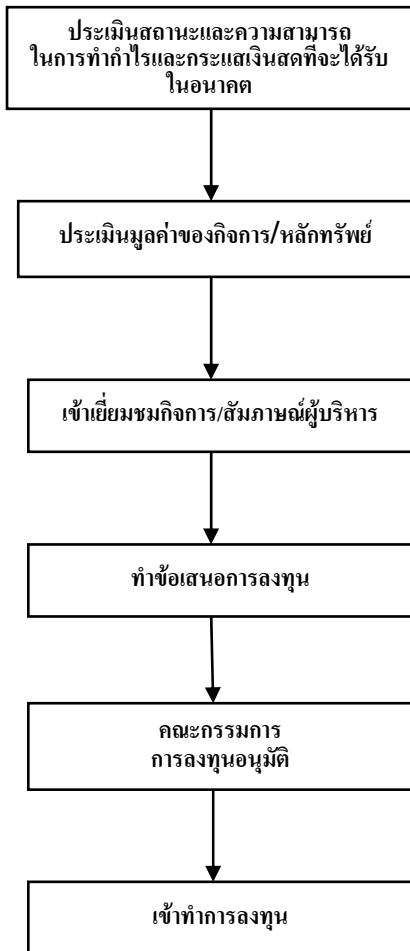 ประเมินสถานะและความสามารถ
ในการทำกำไรและกระแสเงินสดที่จะได้รับ
ในอนาคต
ประเมินมูลค่าของกิจการ/หลักทรัพย์
เข้าเยี่ยมชมกิจการ/สัมภาษณ์ผู้บริหาร
ทำข้อเสนอการลงทุน
คณะกรรมการ
การลงทุนอนุมัติ
เข้าทำการลงทุน